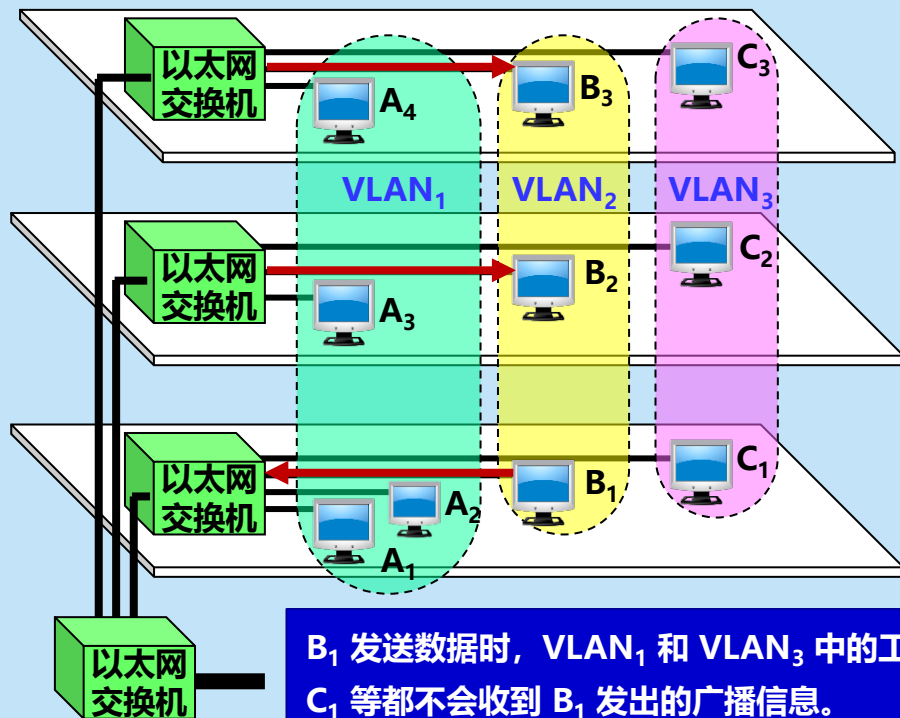 以太网
交换机
A4
B3
C3
VLAN1
VLAN2
VLAN3
以太网
交换机
A3
B2
C2
以太网
交换机
A2
A1
B1
C1
以太网
交换机
B1 发送数据时，VLAN1 和 VLAN3 中的工
C1 等都不会收到 B1 发出的广播信息。